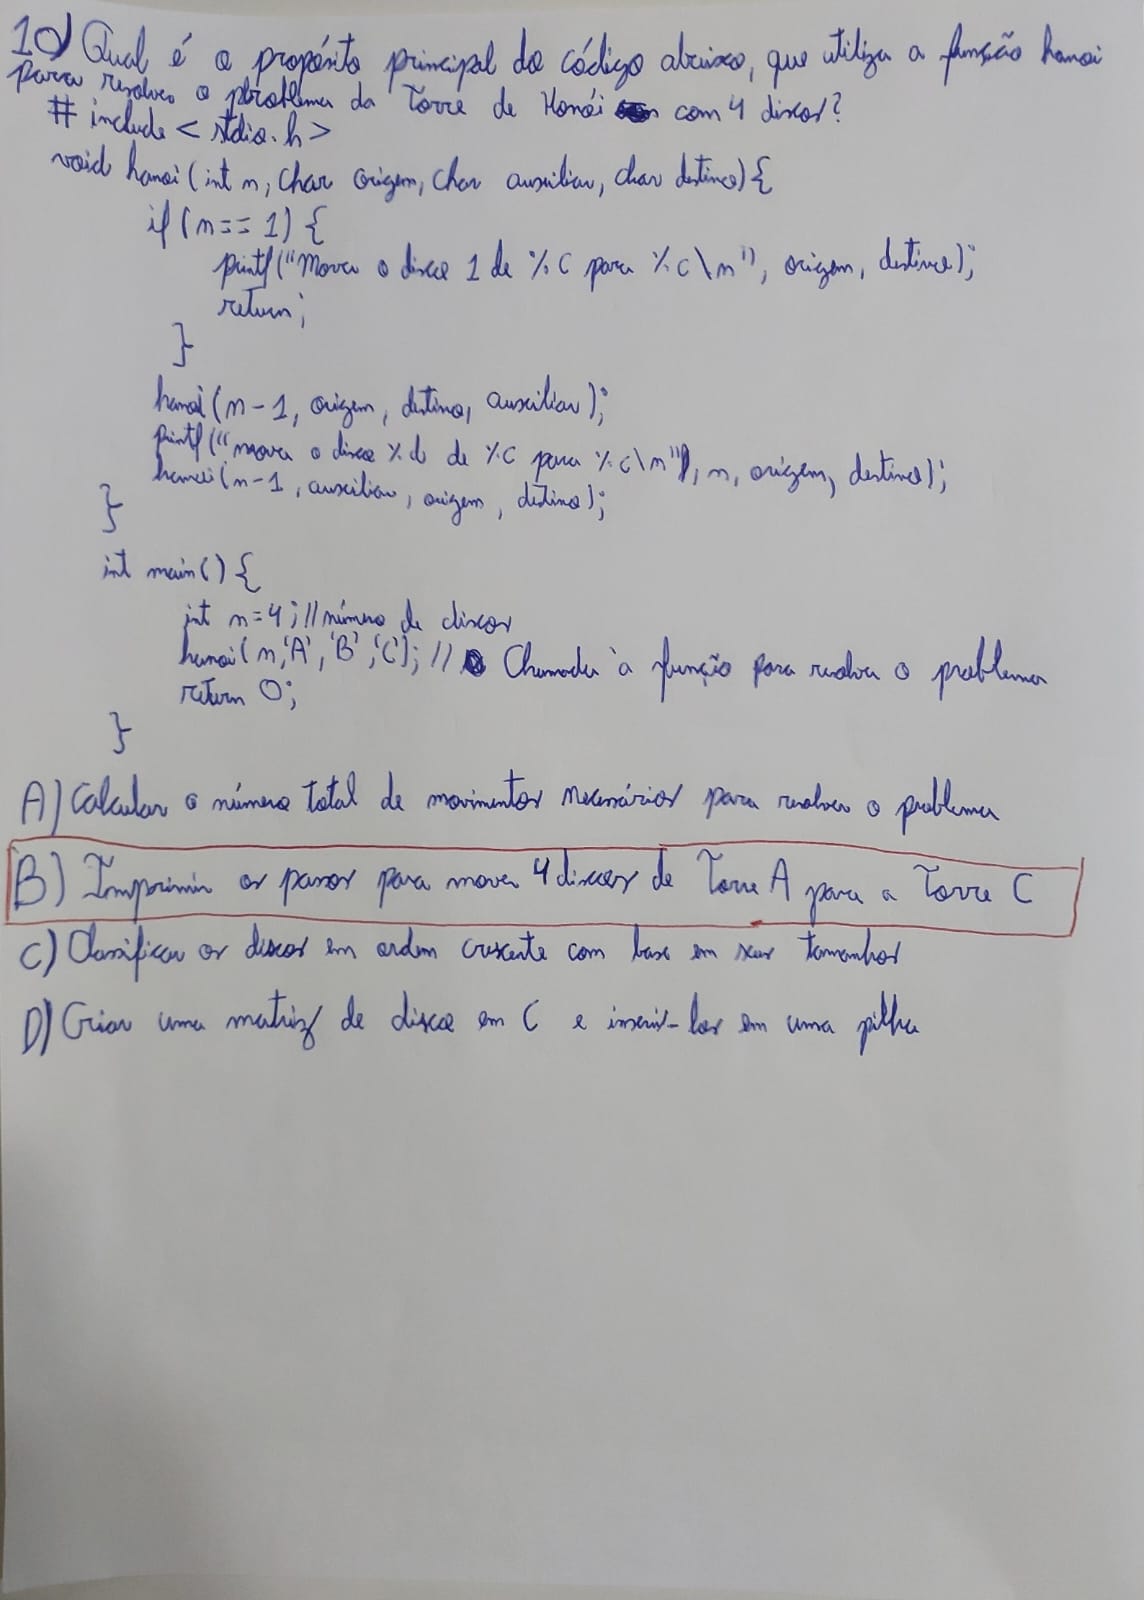 10) Qual é o propósito principal do código abaixo, que utiliza a função hanoi
para resolver o problema da Torre de Hanói com 4 discos?
# include < stdio.h >
void hanoi (int n, char origem, char auxiliar, char destino) {
if (n == 1) {
printf ("Mova o disco 1 de %c para %c\n"), origem, destino);
return;
}
hanoi (n - 1, origem, destino, auxiliar);
printf ("mova o disco %d de %c para %c\n"), n, origem, destino);
hanoi (n-1, auxiliar, origem, destino);
}
int main() {
int n = 4; // número de discos
hanoi ( n, 'A', 'B', 'C'); // Chamada à função para resolver o problema
return 0;
}
A) Calcular o número total de movimentos necessários para resolver o problema
B) Imprimir os passos para mover 4 discos de Torre A para a Torre C
C) Classificar os discos em ordem crescente com base em seus tamanhos
D) Criar uma matriz de disco em C e inserir-los em uma pilha